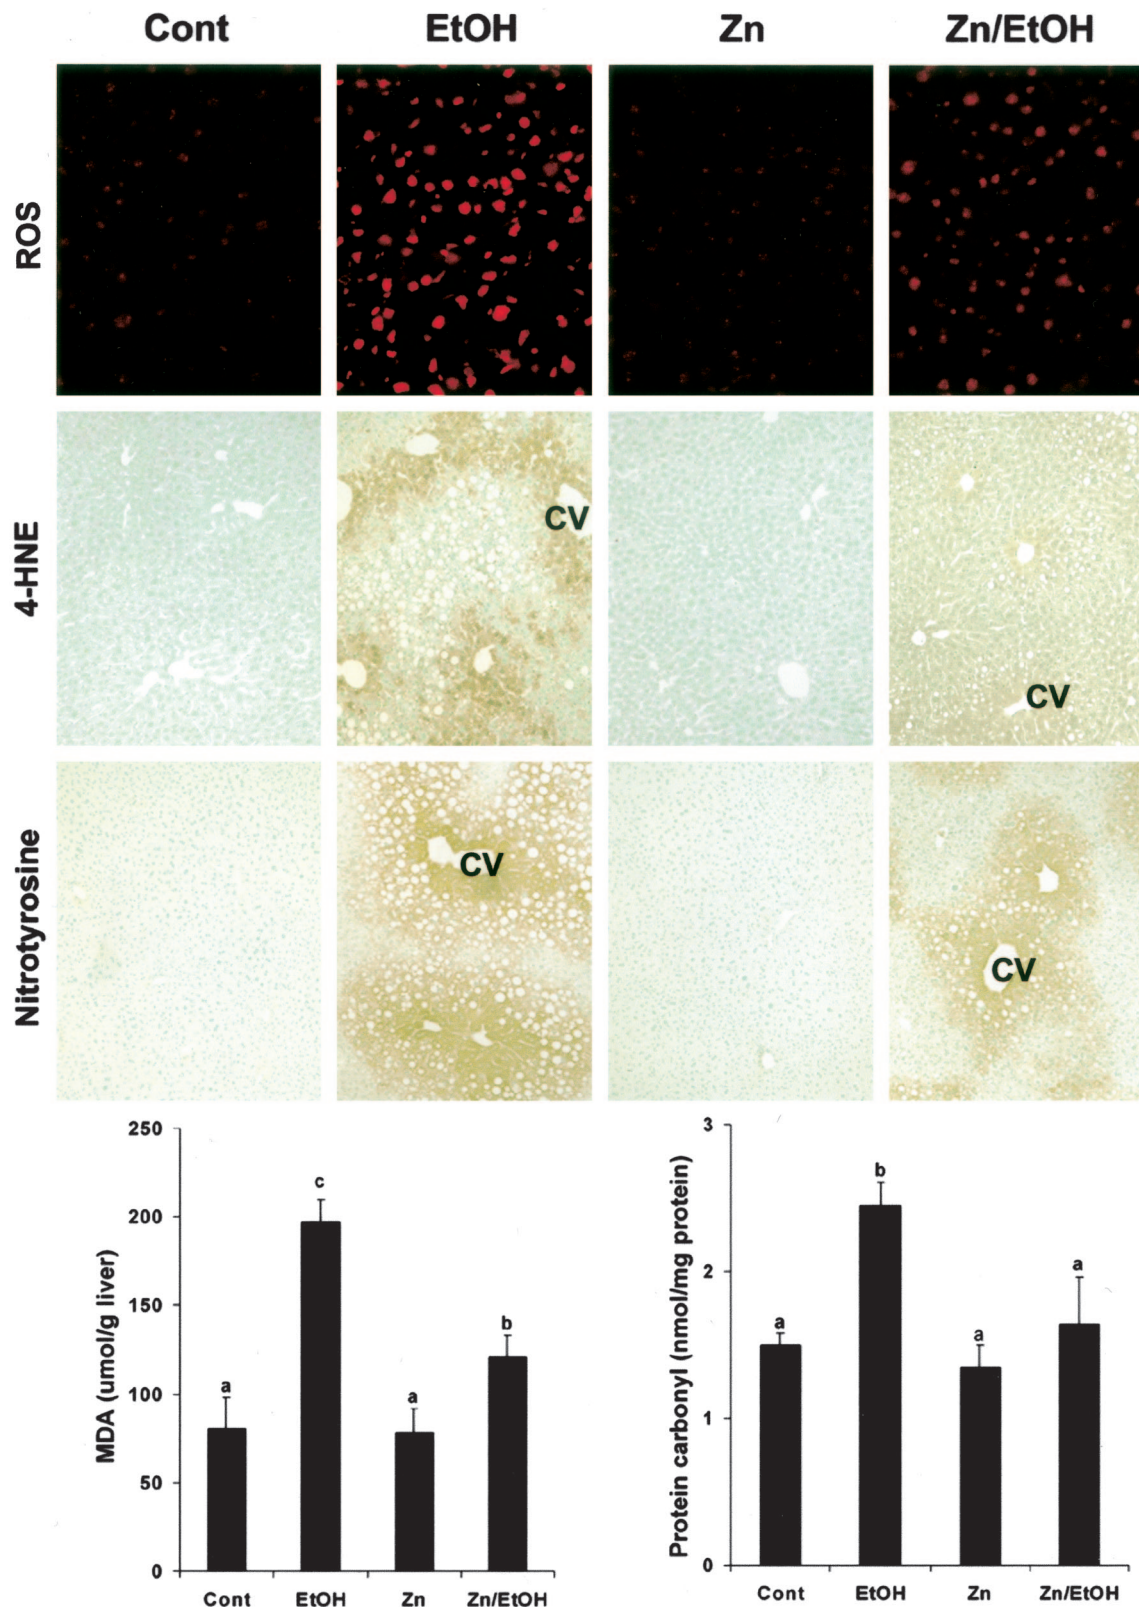 Cont EtOH Zn Zn/EtOH
ROS
4-HNE
CV
CV
Nitrotyrosine
CV
CV
MDA (umol/g liver)
250
200
150
100
50
0
a
c
a
b
Cont EtOH Zn Zn/EtOH
Protein carbonyl (nmol/mg protein)
3
2
1
0
a
b
a
a
Cont EtOH Zn Zn/EtOH